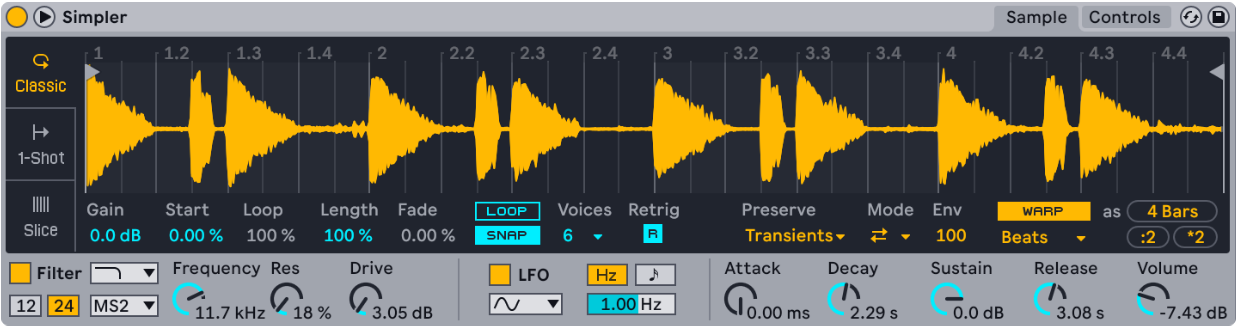 Simpler Sample Controls
1 1.2 1.3 1.4 2 2.2 2.3 2.4 3 3.2 3.3 3.4 4 4.2 4.3 4.4
Classic
1-Shot
Slice
Gain Start Loop Length Fade LOOP Voices Retrig Preserve Mode Env WARP as 4 Bars
0.0 dB 0.00 % 100 % 100 % 0.00 % SNAP 6 R Transients 100 Beats :2 *2
Filter Frequency Res Drive LFO Hz Attack Decay Sustain Release Volume
12 24 MS2 11.7 kHz 18 % 3.05 dB 1.00 Hz 0.00 ms 2.29 s 0.0 dB 3.08 s -7.43 dB